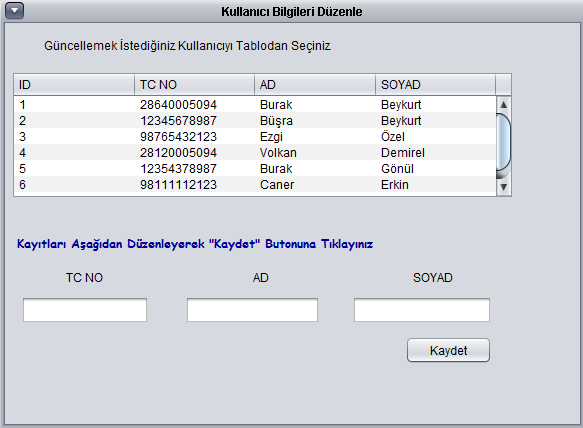 Kullanıcı Bilgileri Düzenle
Güncellemek İstediğiniz Kullanıcıyı Tablodan Seçiniz
ID TC NO AD SOYAD
1 28640005094 Burak Beykurt
2 12345678987 Büşra Beykurt
3 98765432123 Ezgi Özel
4 28120005094 Volkan Demirel
5 12354378987 Burak Gönül
6 98111112123 Caner Erkin
Kayıtları Aşağıdan Düzenleyerek "Kaydet" Butonuna Tıklayınız
TC NO AD SOYAD
Kaydet